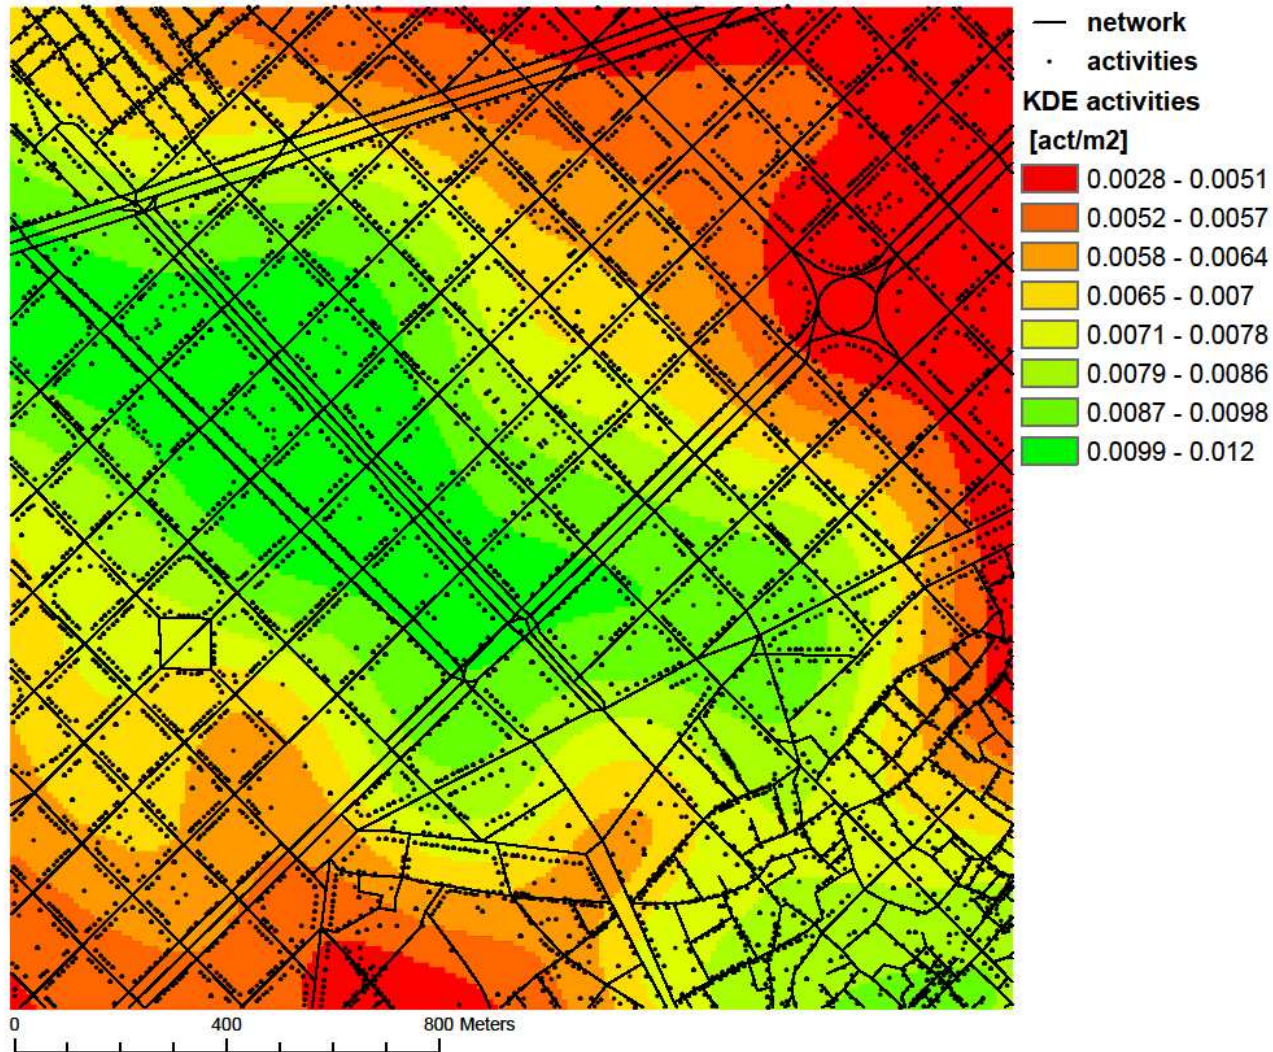 network
activities
KDE activities
[act/m2]
0.0028 - 0.0051
0.0052 - 0.0057
0.0058 - 0.0064
0.0065 - 0.007
0.0071 - 0.0078
0.0079 - 0.0086
0.0087 - 0.0098
0.0099 - 0.012
0 400 800 Meters